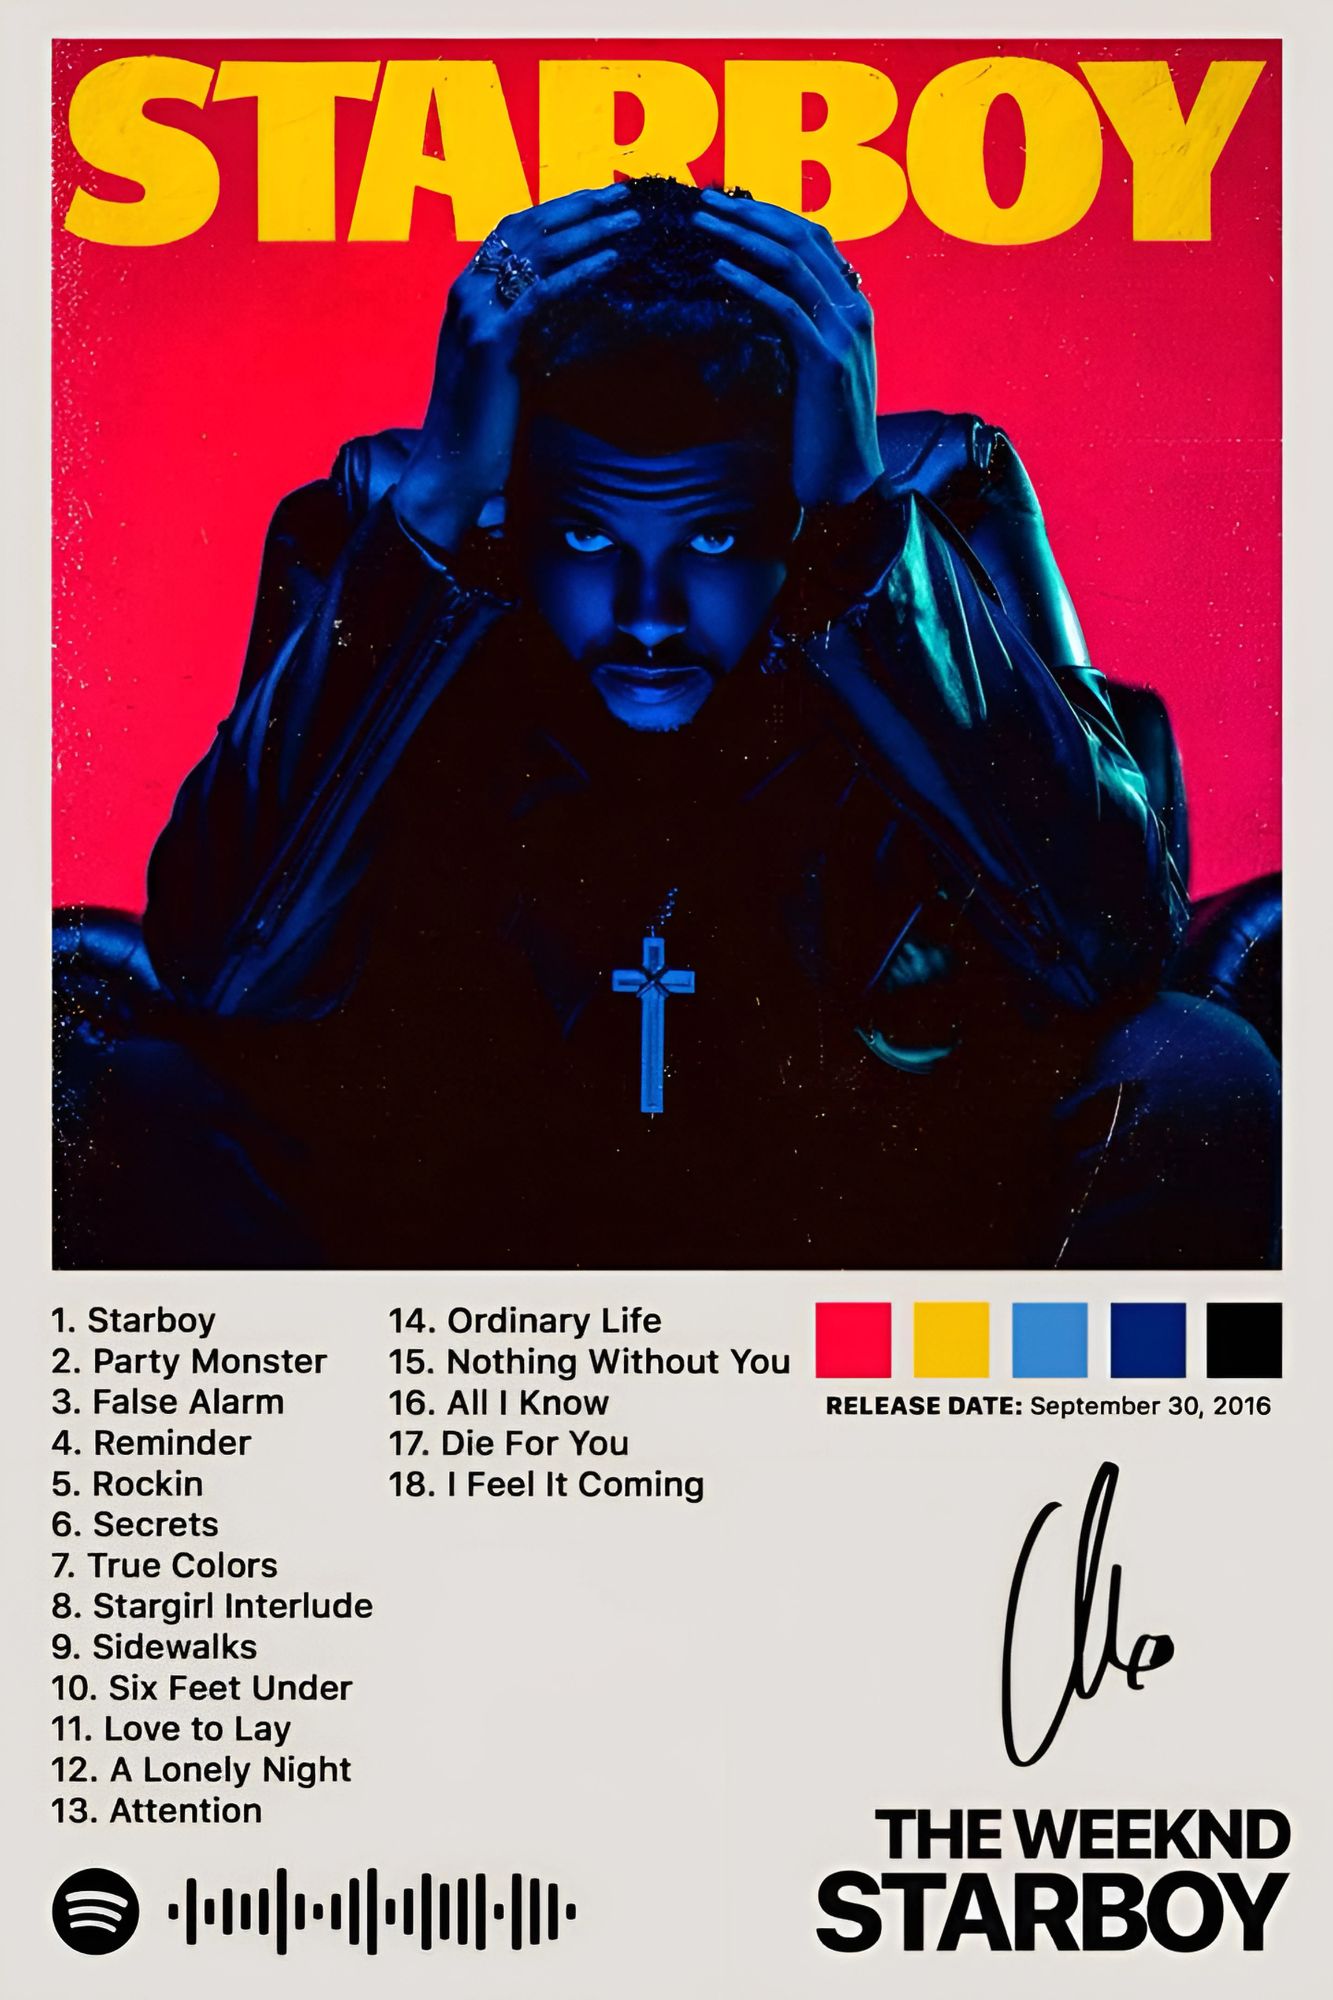 STARBOY
1. Starboy
2. Party Monster
3. False Alarm
4. Reminder
5. Rockin
6. Secrets
7. True Colors
8. Stargirl Interlude
9. Sidewalks
10. Six Feet Under
11. Love to Lay
12. A Lonely Night
13. Attention
14. Ordinary Life
15. Nothing Without You
16. All I Know
17. Die For You
18. I Feel It Coming
RELEASE DATE: September 30, 2016
THE WEEKND
STARBOY